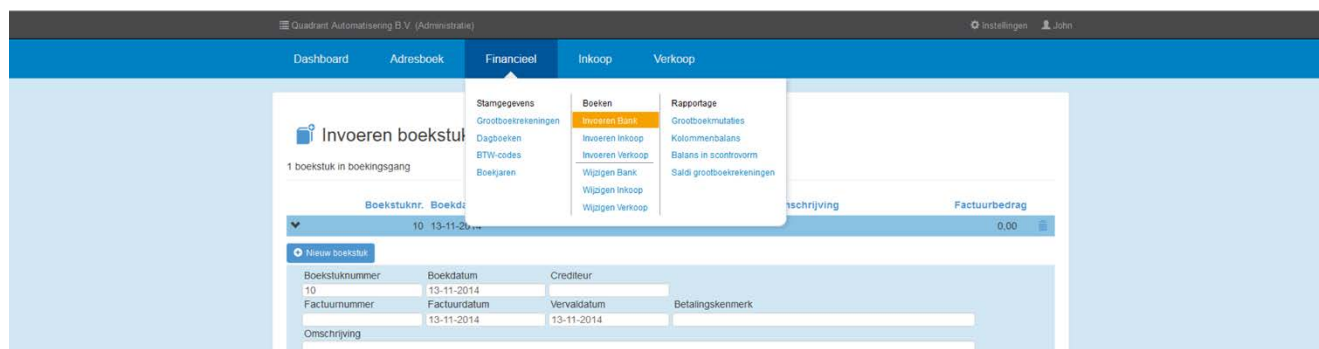 Quadrant Automatisering B.V. (Administratie) Instellingen John
Dashboard Adresboek Financieel Inkoop Verkoop
Stamgegevens Boeken Rapportage
Grootboekrekeningen Invoeren Bank Grootboekmutaties
Dagboeken Invoeren Inkoop Kolommenbalans
BTW-codes Invoeren Verkoop Balans in scontrovorm
Boekjaren Wijzigen Bank Saldi grootboekrekeningen
Wijzigen Inkoop
Wijzigen Verkoop
Invoeren boekstuk
1 boekstuk in boekingsgang
Boekstuknr. Factuurbedrag
10 13-11-2014 0,00
Nieuw boekstuk
Boekstuknummer Boekdatum Crediteur
10 13-11-2014
Factuurnummer Factuurdatum Vervaldatum Betalingskenmerk
13-11-2014 13-11-2014
Omschrijving